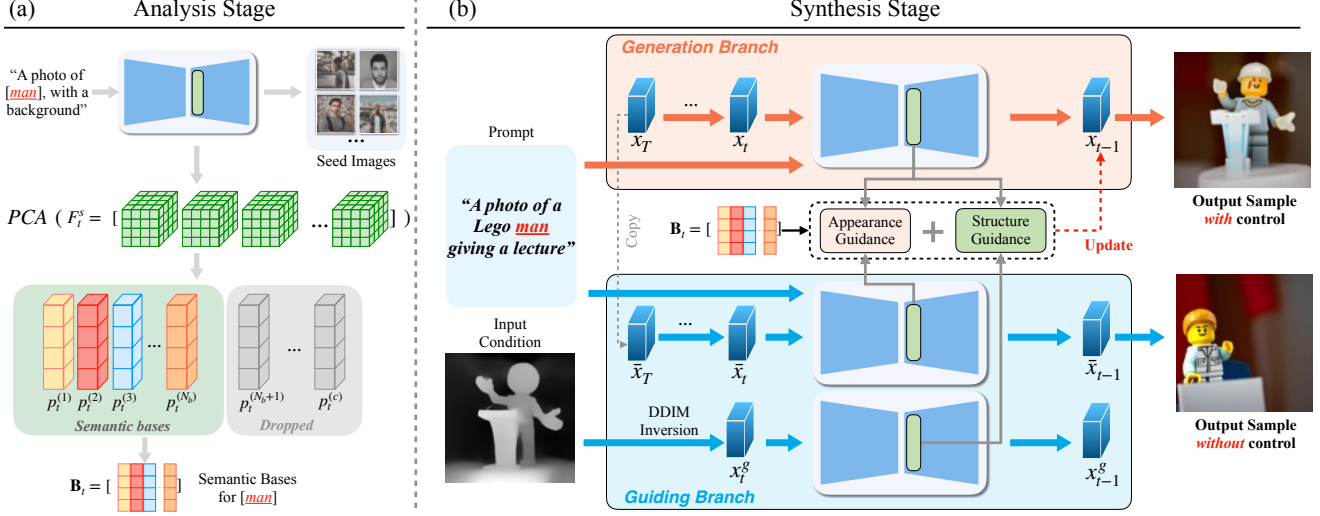 (a) Analysis Stage
“A photo of
[man], with a
background”
...
Seed Images
PCA ( F_t^s = [ ... ] )
... ...
p_t^(1) p_t^(2) p_t^(3) p_t^(N_b) p_t^(N_b+1) p_t^(c)
Semantic bases Dropped
B_t = [ ]
Semantic Bases
for [man]
(b) Synthesis Stage
Generation Branch
...
x_T x_t x_{t-1}
Output Sample
with control
Prompt
“A photo of a
Lego man
giving a lecture”
Copy
B_t = [ ]
Appearance
Guidance
+
Structure
Guidance
Update
...
x̄_T x̄_t x̄_{t-1}
Output Sample
without control
Input
Condition
DDIM
Inversion
x_t^g x_{t-1}^g
Guiding Branch